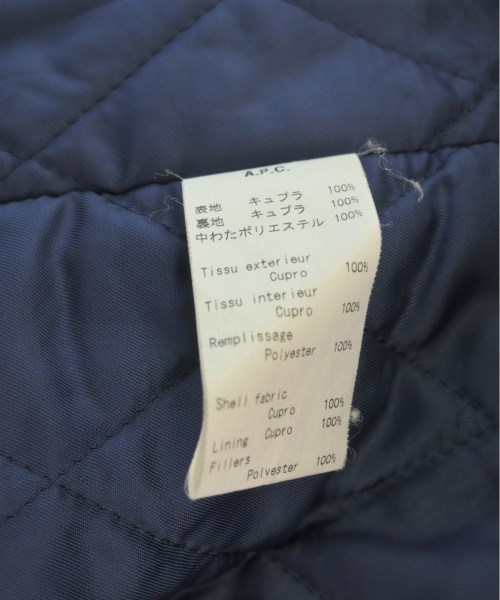 A.P.C.
表地 キュプラ 100%
裏地 キュプラ 100%
中わたポリエステル 100%
Tissu exterieur
Cupro 100%
Tissu interieur
Cupro 100%
Remplissage
Polyester 100%
Shell fabric
Cupro 100%
Lining Cupro 100%
Fillers
Polyester 100%